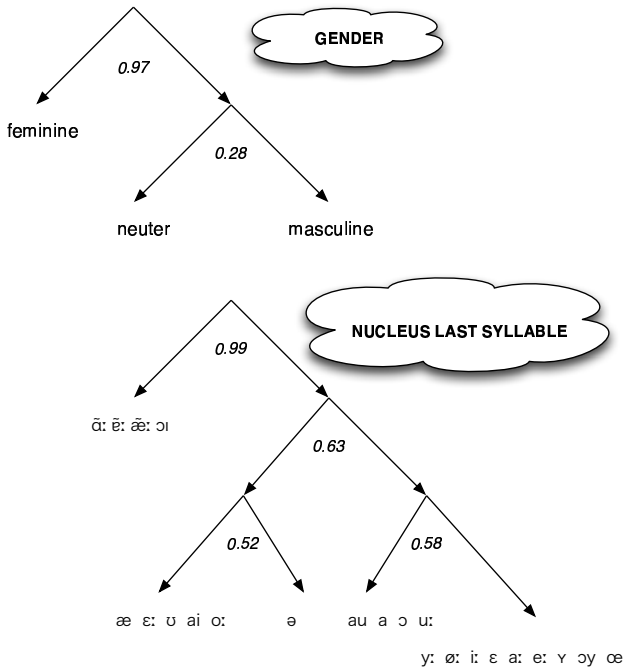 GENDER
0.97
feminine
0.28
neuter masculine
NUCLEUS LAST SYLLABLE
0.99
ɑ̃ː ɐ̃ː æ̃ː ɔɪ
0.63
0.52 0.58
æ ɛː ʊ ai oː ə au a ɔ uː
yː øː iː ɛ aː eː ʏ ɔy œ